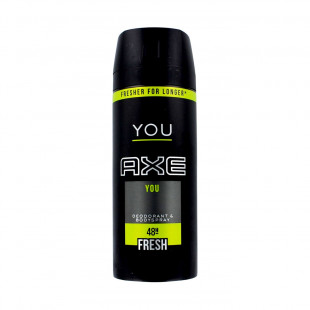 FRESHER FOR LONGER*
YOU
AXE
YOU
DEODORANT &
BODYSPRAY
48H
FRESH